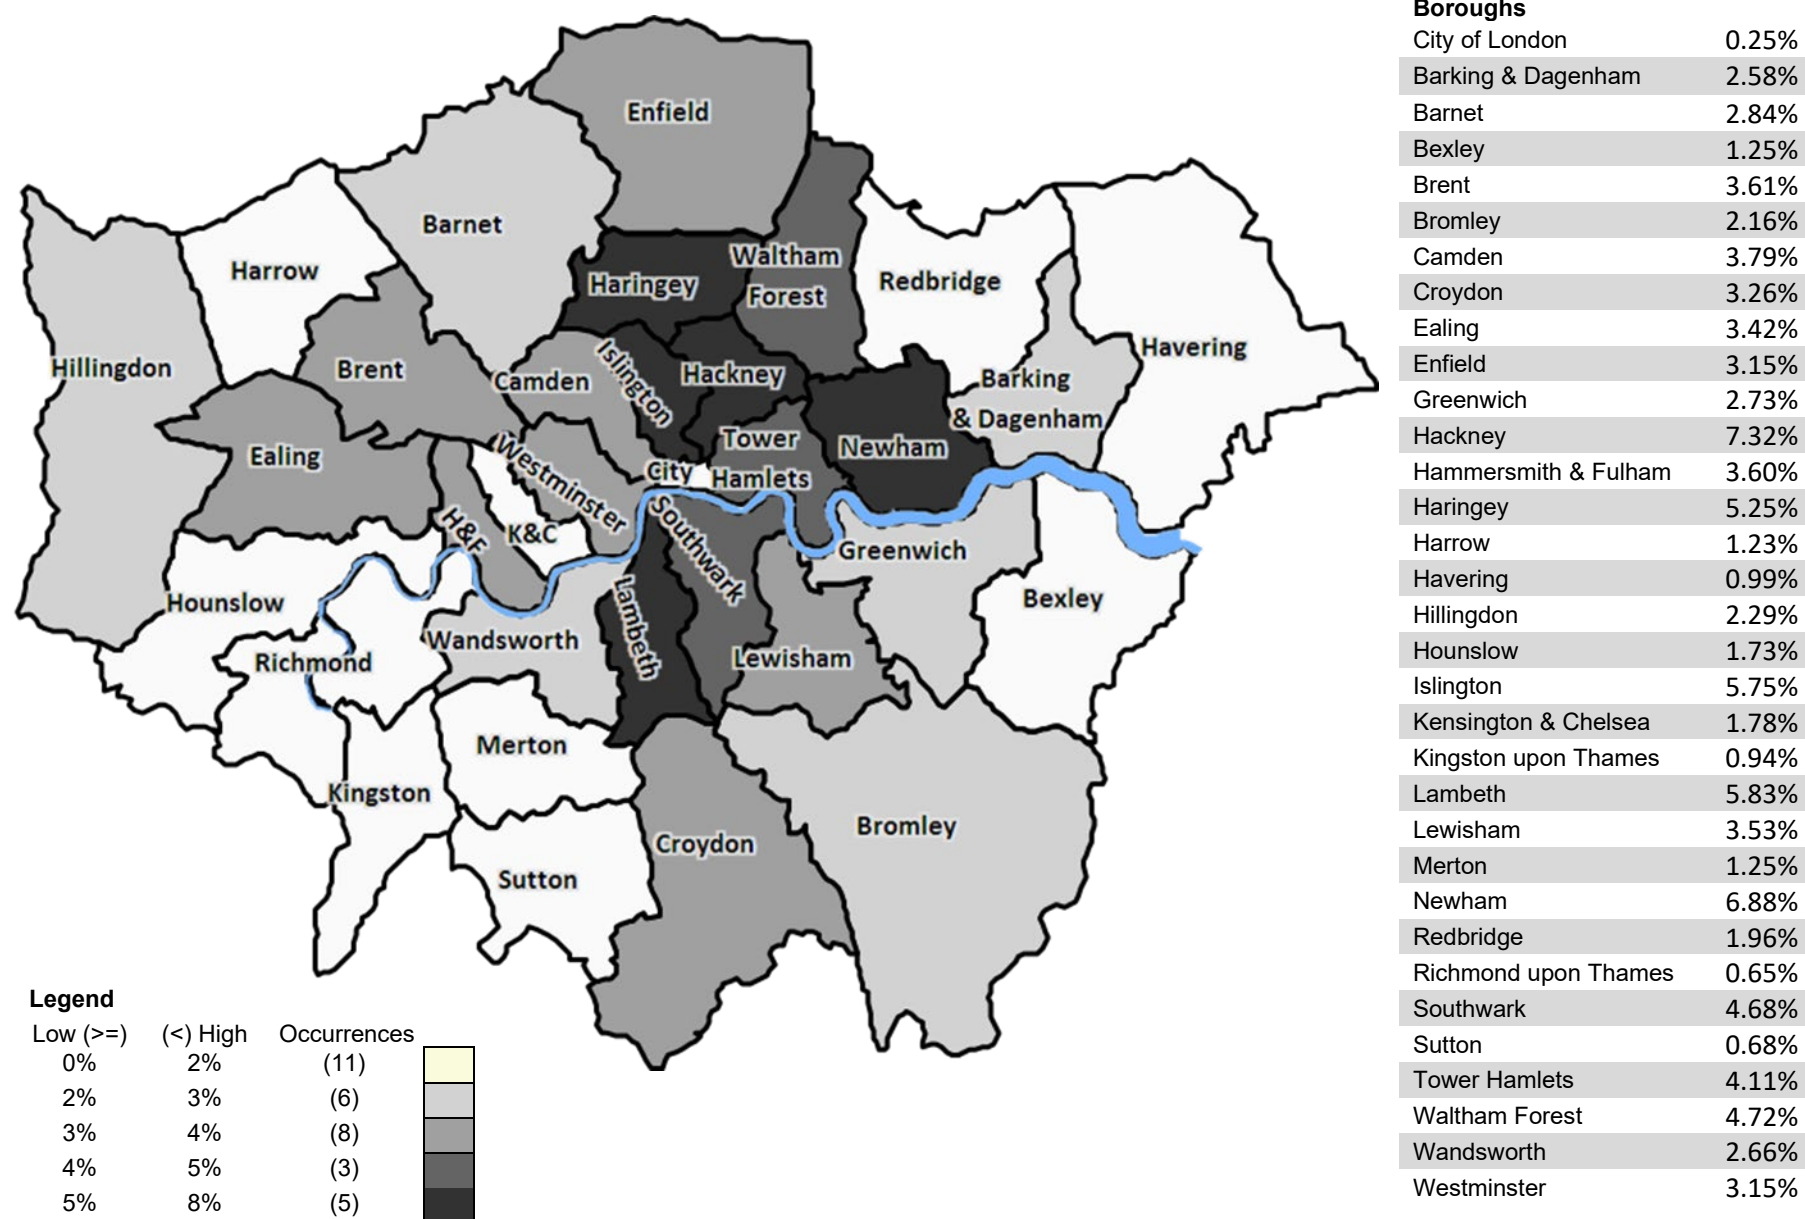 Enfield
Barnet
Harrow
Waltham
Forest
Haringey
Redbridge
Havering
Hillingdon
Brent
Camden
Islington
Hackney
Barking
& Dagenham
Ealing
Westminster
Tower
Hamlets
Newham
City
H&F
K&C
Southwark
Greenwich
Hounslow
Bexley
Lambeth
Wandsworth
Richmond
Lewisham
Merton
Kingston
Sutton
Croydon
Bromley
Legend
Low (>=) (<) High Occurrences
0% 2% (11)
2% 3% (6)
3% 4% (8)
4% 5% (3)
5% 8% (5)
Boroughs
City of London 0.25%
Barking & Dagenham 2.58%
Barnet 2.84%
Bexley 1.25%
Brent 3.61%
Bromley 2.16%
Camden 3.79%
Croydon 3.26%
Ealing 3.42%
Enfield 3.15%
Greenwich 2.73%
Hackney 7.32%
Hammersmith & Fulham 3.60%
Haringey 5.25%
Harrow 1.23%
Havering 0.99%
Hillingdon 2.29%
Hounslow 1.73%
Islington 5.75%
Kensington & Chelsea 1.78%
Kingston upon Thames 0.94%
Lambeth 5.83%
Lewisham 3.53%
Merton 1.25%
Newham 6.88%
Redbridge 1.96%
Richmond upon Thames 0.65%
Southwark 4.68%
Sutton 0.68%
Tower Hamlets 4.11%
Waltham Forest 4.72%
Wandsworth 2.66%
Westminster 3.15%